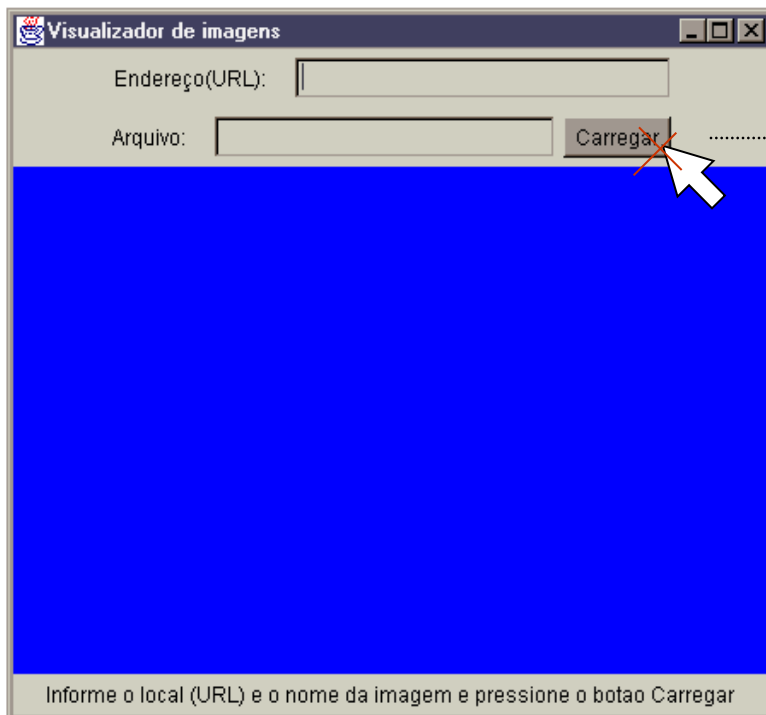 Visualizador de imagens
Endereço(URL):
Arquivo:
Carregar
Informe o local (URL) e o nome da imagem e pressione o botao Carregar